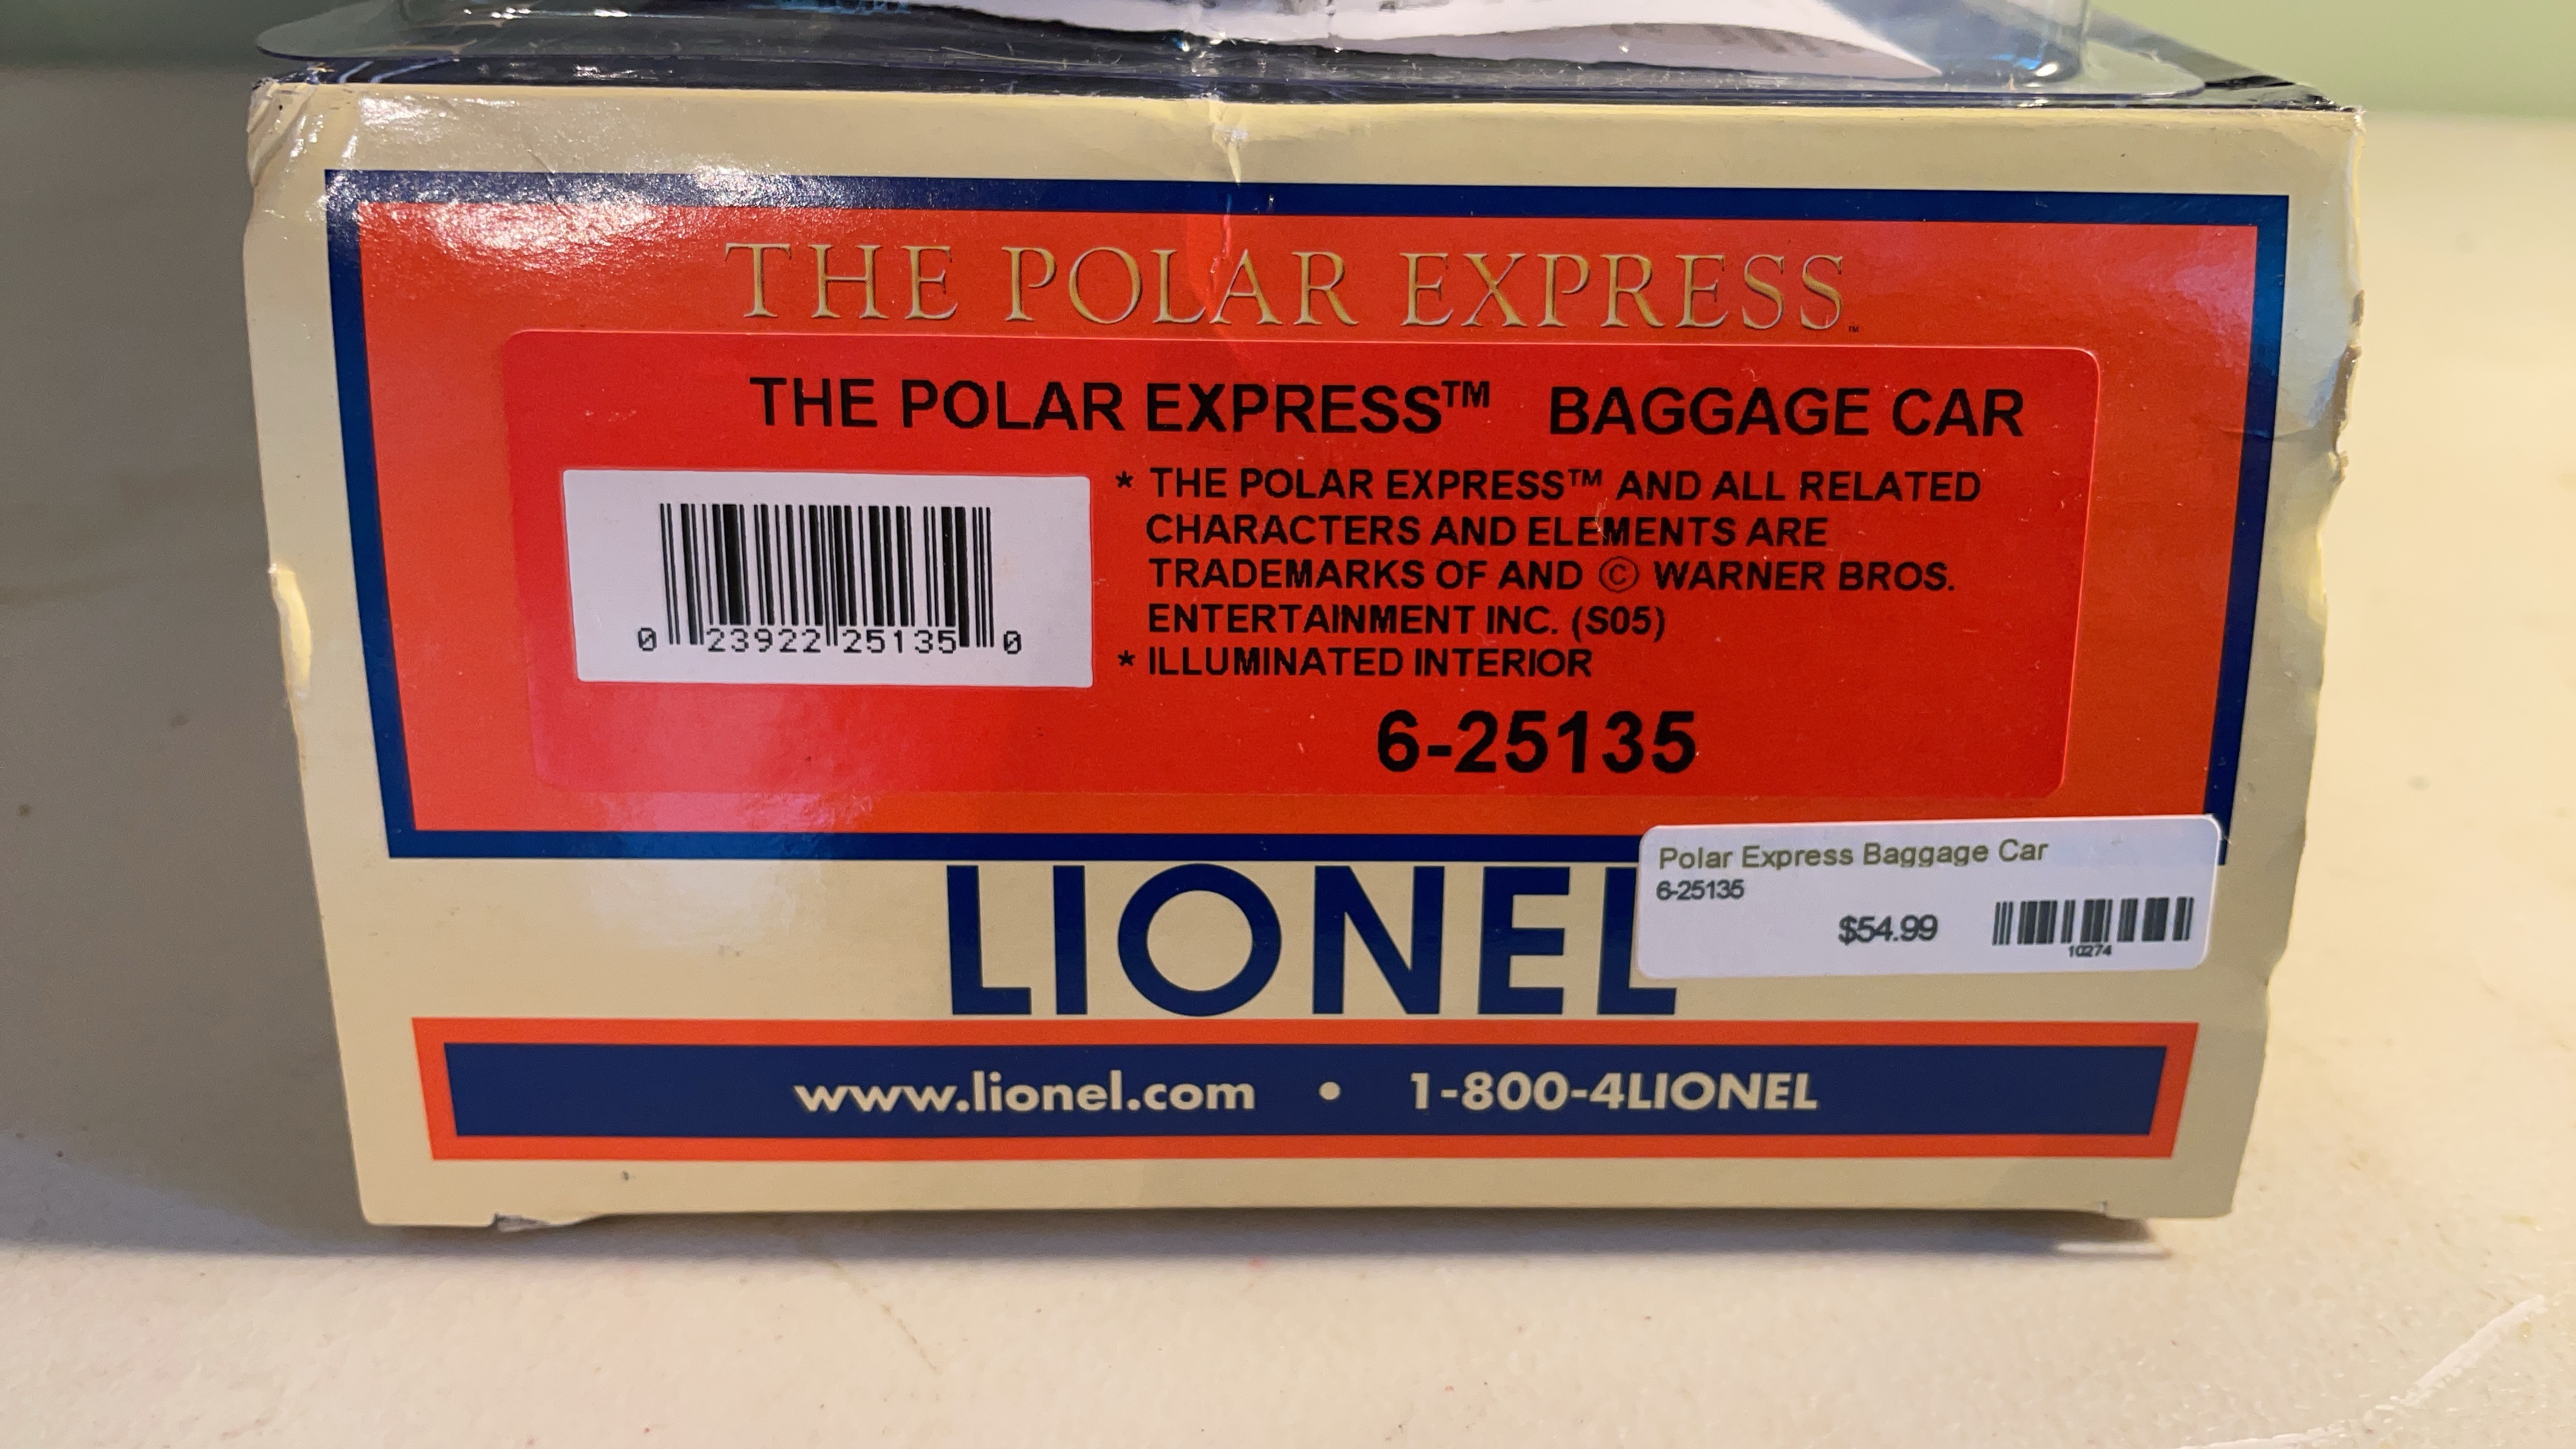 THE POLAR EXPRESS™
THE POLAR EXPRESS™ BAGGAGE CAR
* THE POLAR EXPRESS™ AND ALL RELATED
CHARACTERS AND ELEMENTS ARE
TRADEMARKS OF AND © WARNER BROS.
ENTERTAINMENT INC. (S05)
* ILLUMINATED INTERIOR
0 23922 25135 0
6-25135
LIONEL
Polar Express Baggage Car
6-25135
$54.99
10274
www.lionel.com • 1-800-4LIONEL